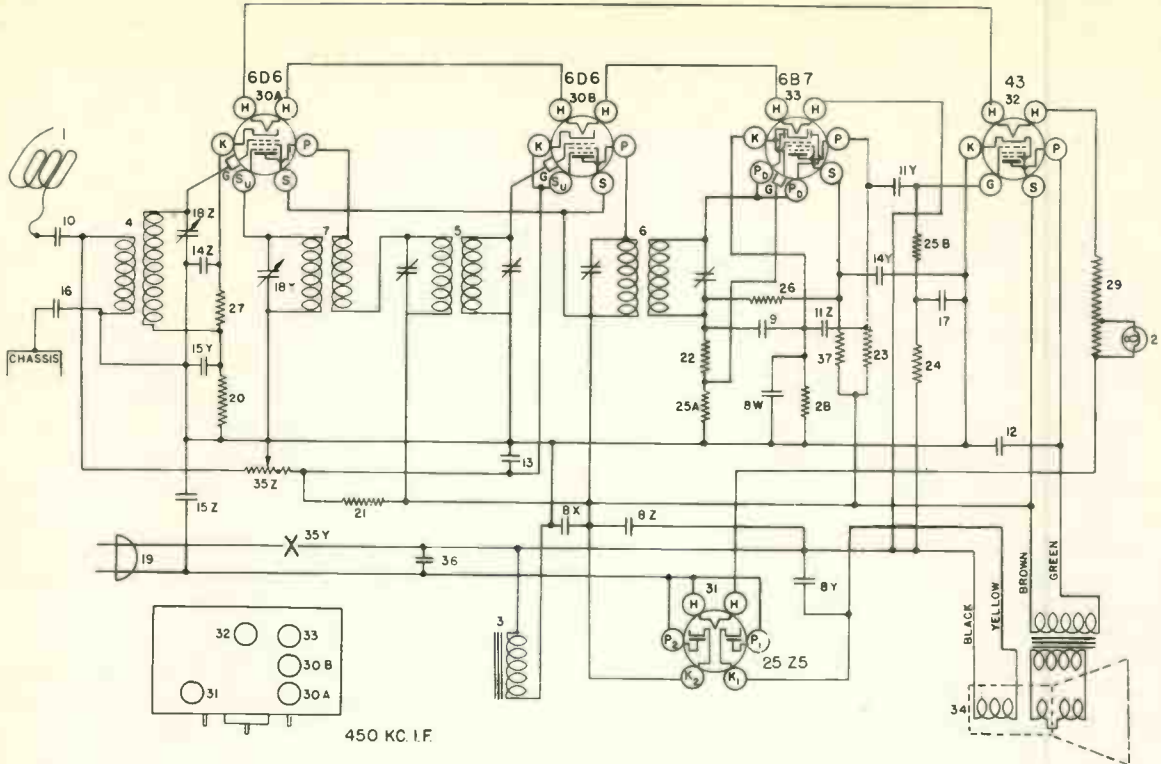 6D6
30A
6D6
30B
6B7
33
43
32
H H
K P
G Su S
H H
K P
G Su S
H H
K P
PD G PD S
H H
K P
G S
1
10
4
18Z
14Z
7
5
6
18Y
27
15Y
20
16
CHASSIS
11Y
25B
14Y
26
9
11Z
17
22
37
23
24
25A
8W
2B
29
2
12
13
35Z
15Z
21
8X
8Z
35Y
19
36
8Y
31
H H
P2 P1
K2 K1
25Z5
3
BLACK
YELLOW
BROWN
GREEN
34
32
33
30B
30A
31
450 KC. I.F.